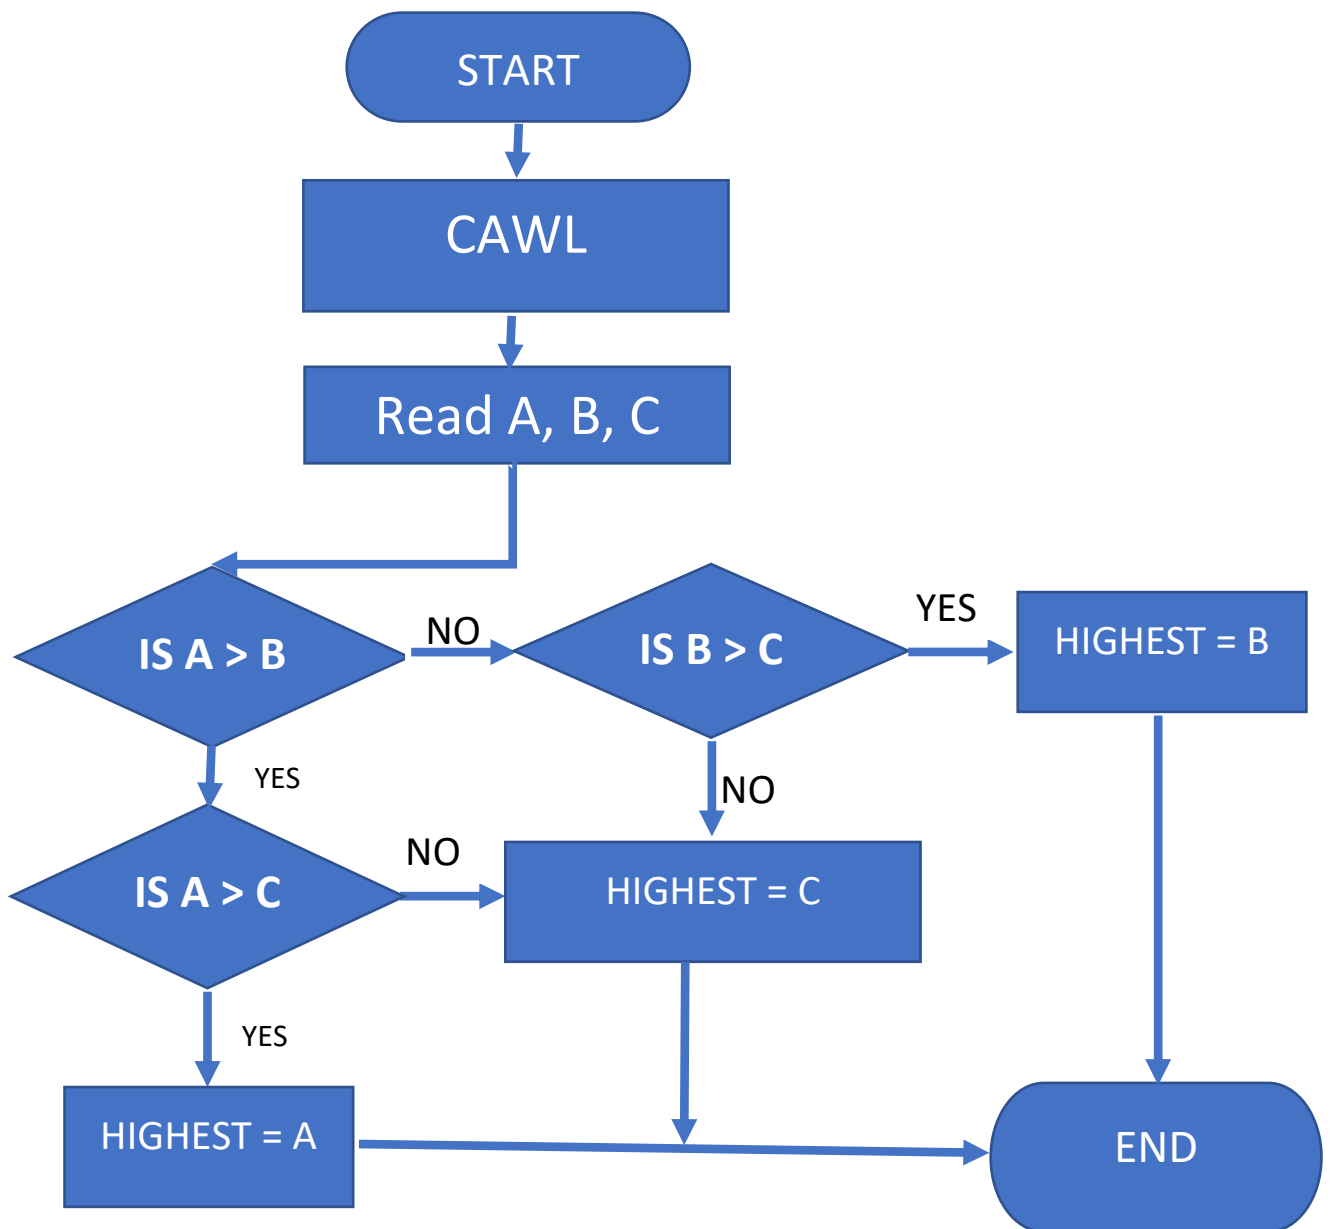 START
CAWL
Read A, B, C
IS A > B
NO
IS B > C
YES
HIGHEST = B
YES
NO
IS A > C
NO
HIGHEST = C
YES
HIGHEST = A
END